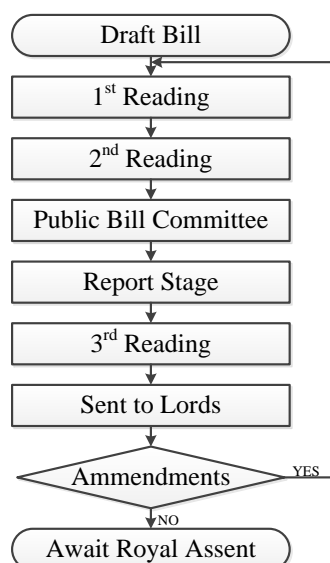 Draft Bill
1st Reading
2nd Reading
Public Bill Committee
Report Stage
3rd Reading
Sent to Lords
Ammendments
YES
NO
Await Royal Assent